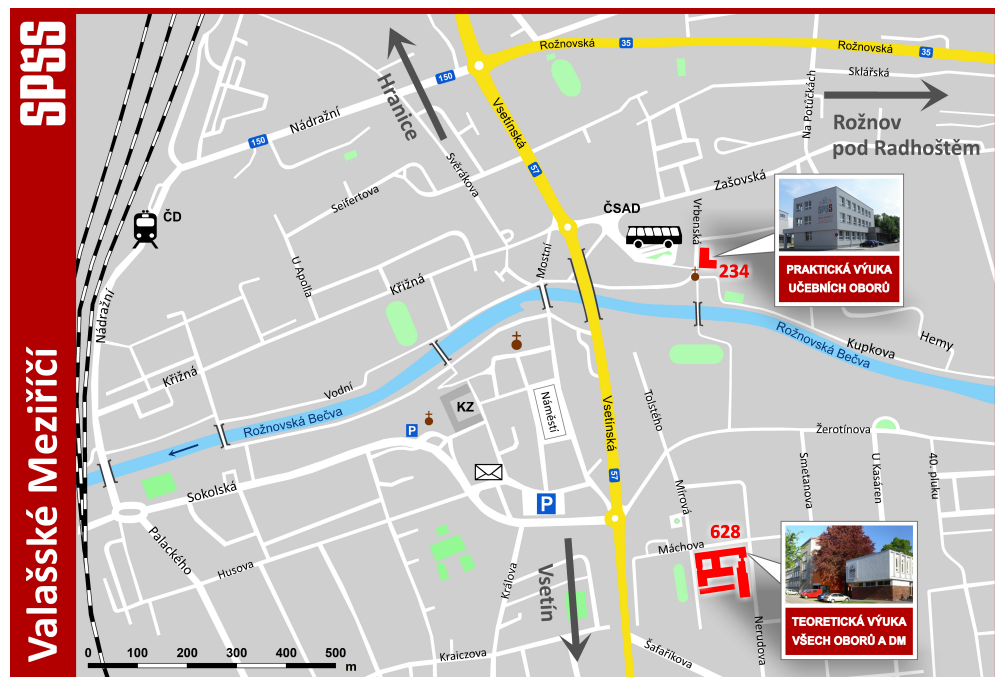 SPSS
Valašské Meziříčí
Rožnovská
35
Rožnovská
35
Sklářská
150
Hranice
Nádražní
150
Vsetínská
57
Na Potůčkách
Rožnov
pod Radhoštěm
Svěrákova
Seifertova
Zašovská
Vrbenská
ČD
ČSAD
234
PRAKTICKÁ VÝUKA
UČEBNÍCH OBORŮ
Mostní
U Apolla
Křižná
Nádražní
Rožnovská Bečva
Kupkova
Hemy
Křižná
Vodní
Rožnovská Bečva
KZ
Náměstí
Vsetínská
57
Tolstého
Žerotínova
P
Sokolská
P
Mírová
Smetanova
U Kasáren
40. pluku
Palackého
Husova
Máchova
628
Králova
Vsetín
Nerudova
TEORETICKÁ VÝUKA
VŠECH OBORŮ A DM
Kraiczova
Šafaříkova
0 100 200 300 400 500
m